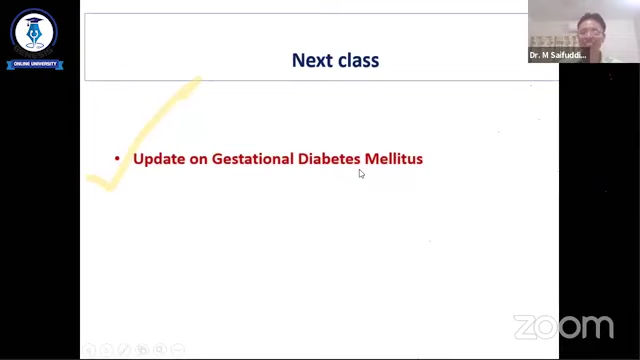 ONLINE UNIVERSITY
Next class
Dr. M Saifuddi...
• Update on Gestational Diabetes Mellitus
zoom